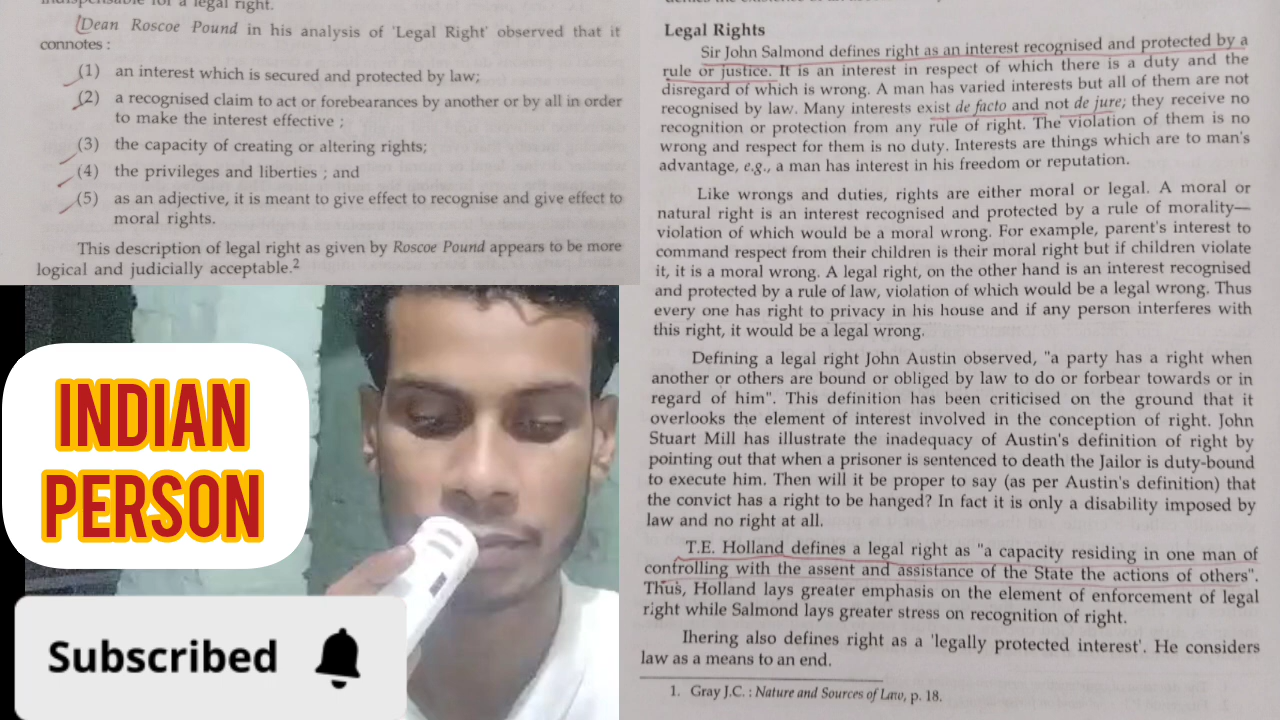 indispensable for a legal right.
Dean Roscoe Pound in his analysis of 'Legal Right' observed that it
connotes :
(1) an interest which is secured and protected by law;
(2) a recognised claim to act or forebearances by another or by all in order
to make the interest effective ;
(3) the capacity of creating or altering rights;
(4) the privileges and liberties ; and
(5) as an adjective, it is meant to give effect to recognise and give effect to
moral rights.
This description of legal right as given by Roscoe Pound appears to be more
logical and judicially acceptable.2
INDIAN
PERSON
Subscribed
Legal Rights
Sir John Salmond defines right as an interest recognised and protected by a
rule or justice. It is an interest in respect of which there is a duty and the
disregard of which is wrong. A man has varied interests but all of them are not
recognised by law. Many interests exist de facto and not de jure; they receive no
recognition or protection from any rule of right. The violation of them is no
wrong and respect for them is no duty. Interests are things which are to man's
advantage, e.g., a man has interest in his freedom or reputation.
Like wrongs and duties, rights are either moral or legal. A moral or
natural right is an interest recognised and protected by a rule of morality—
violation of which would be a moral wrong. For example, parent's interest to
command respect from their children is their moral right but if children violate
it, it is a moral wrong. A legal right, on the other hand is an interest recognised
and protected by a rule of law, violation of which would be a legal wrong. Thus
every one has right to privacy in his house and if any person interferes with
this right, it would be a legal wrong.
Defining a legal right John Austin observed, "a party has a right when
another or others are bound or obliged by law to do or forbear towards or in
regard of him". This definition has been criticised on the ground that it
overlooks the element of interest involved in the conception of right. John
Stuart Mill has illustrate the inadequacy of Austin's definition of right by
pointing out that when a prisoner is sentenced to death the Jailor is duty-bound
to execute him. Then will it be proper to say (as per Austin's definition) that
the convict has a right to be hanged? In fact it is only a disability imposed by
law and no right at all.
T.E. Holland defines a legal right as "a capacity residing in one man of
controlling with the assent and assistance of the State the actions of others".
Thus, Holland lays greater emphasis on the element of enforcement of legal
right while Salmond lays greater stress on recognition of right.
Ihering also defines right as a 'legally protected interest'. He considers
law as a means to an end.
1. Gray J.C. : Nature and Sources of Law, p. 18.